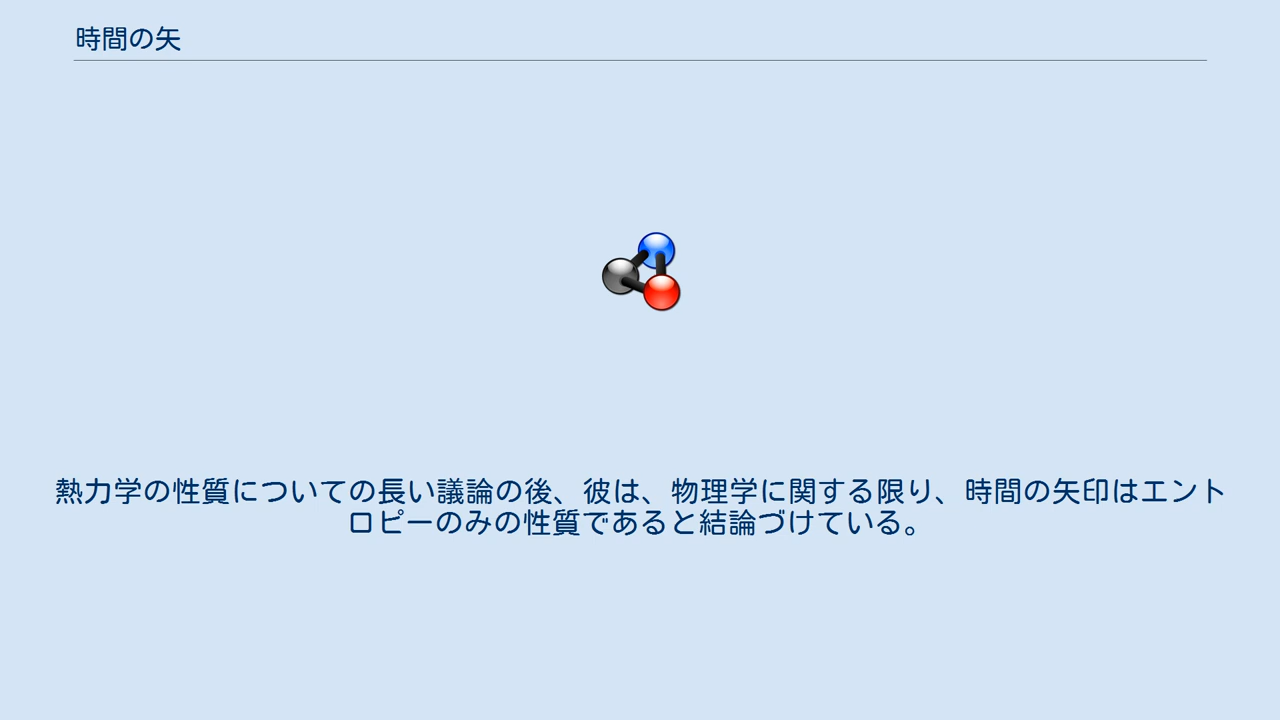 時間の矢
熱力学の性質についての長い議論の後、彼は、物理学に関する限り、時間の矢印はエント
ロピーのみの性質であると結論づけている。